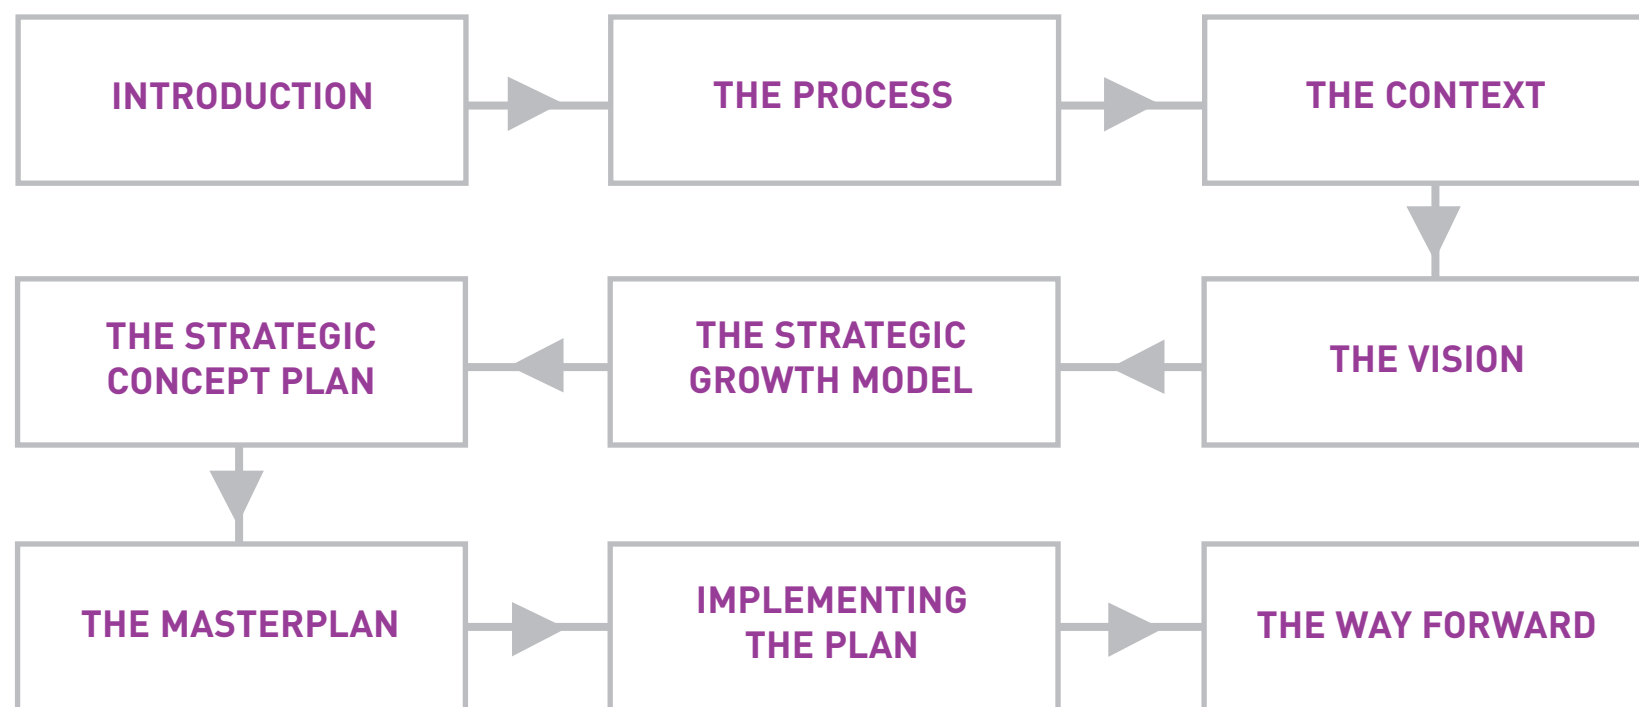 INTRODUCTION
THE PROCESS
THE CONTEXT
THE VISION
THE STRATEGIC
GROWTH MODEL
THE STRATEGIC
CONCEPT PLAN
THE MASTERPLAN
IMPLEMENTING
THE PLAN
THE WAY FORWARD